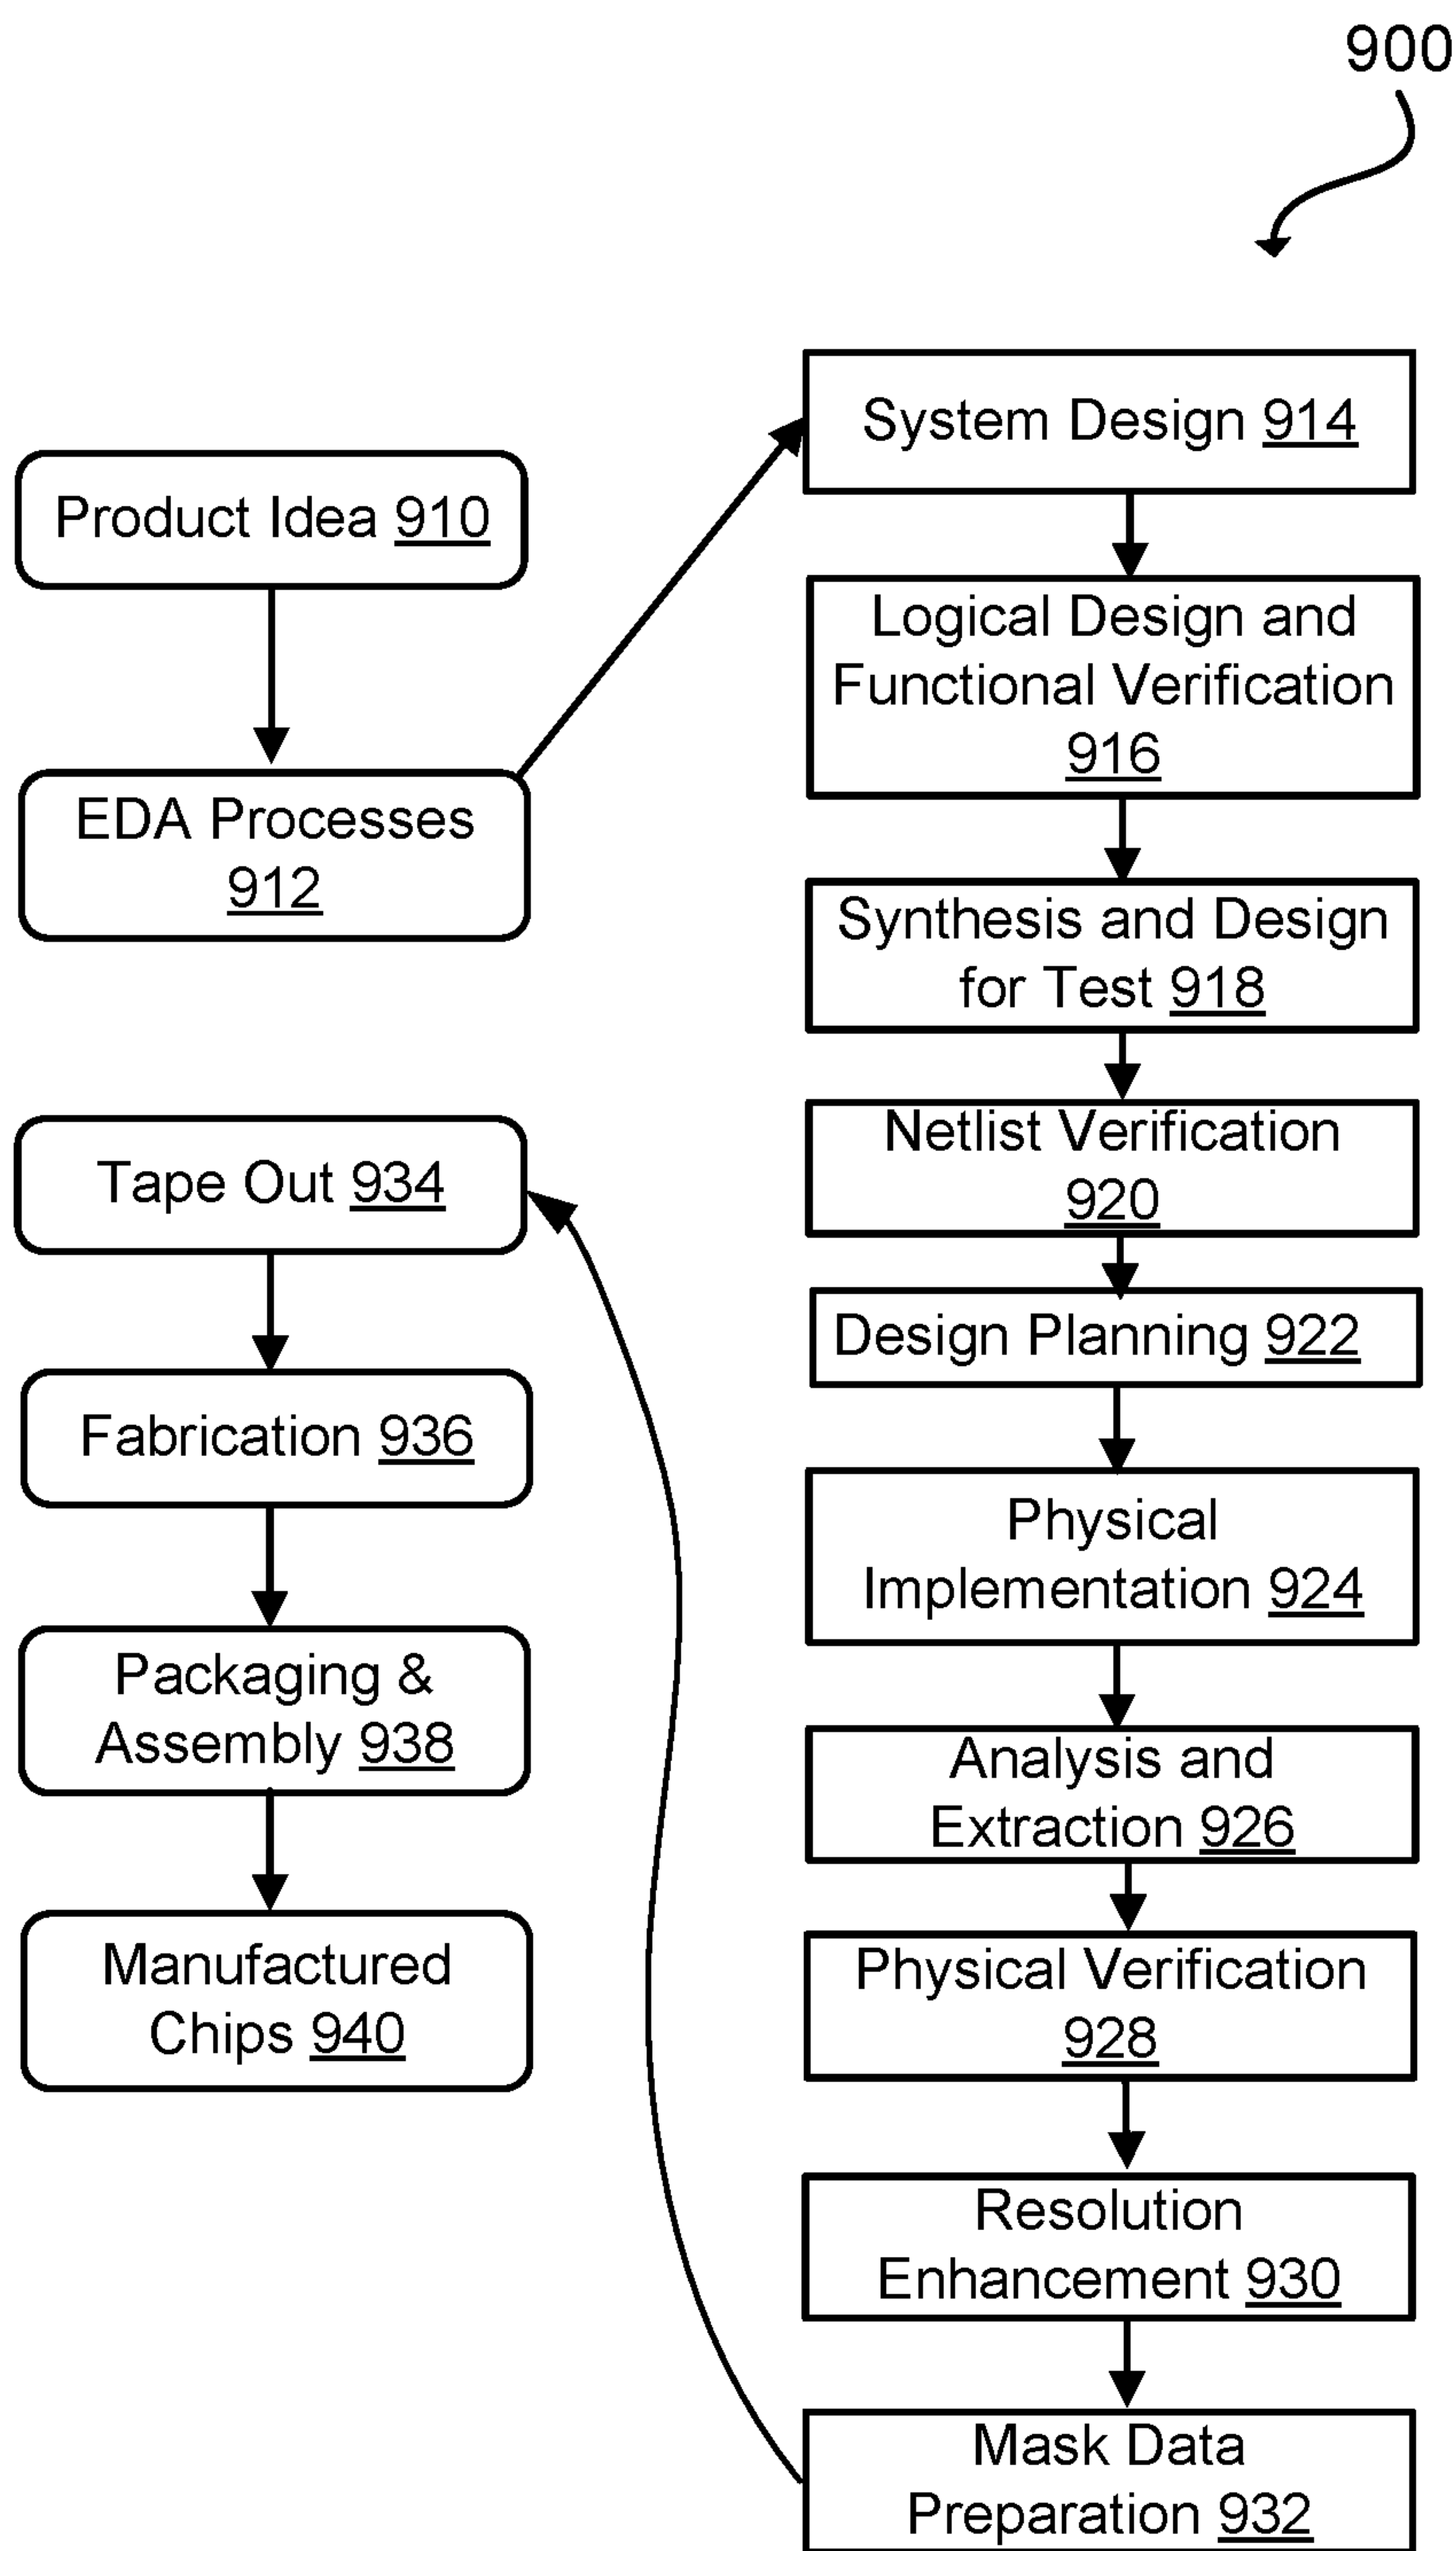 900
Product Idea 910
EDA Processes
912
System Design 914
Logical Design and
Functional Verification
916
Synthesis and Design
for Test 918
Netlist Verification
920
Design Planning 922
Physical
Implementation 924
Analysis and
Extraction 926
Physical Verification
928
Resolution
Enhancement 930
Mask Data
Preparation 932
Tape Out 934
Fabrication 936
Packaging &
Assembly 938
Manufactured
Chips 940